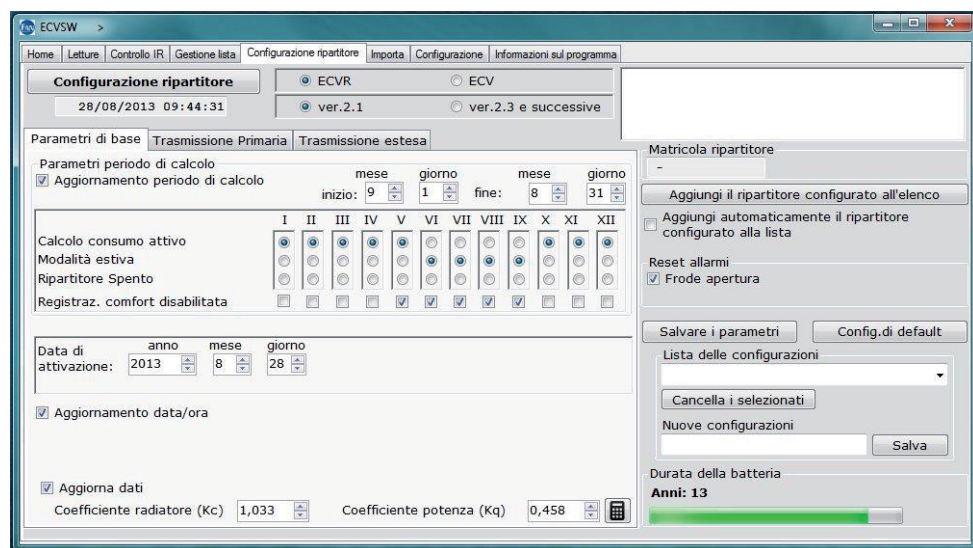 ECVSW >
Home Letture Controllo IR Gestione lista Configurazione ripartitore Importa Configurazione Informazioni sul programma
Configurazione ripartitore
28/08/2013 09:44:31
ECVR ECV
ver.2.1 ver.2.3 e successive
Parametri di base Trasmissione Primaria Trasmissione estesa
Parametri periodo di calcolo
Aggiornamento periodo di calcolo
mese giorno mese giorno
inizio: 9 1 fine: 8 31
I II III IV V VI VII VIII IX X XI XII
Calcolo consumo attivo
Modalità estiva
Ripartitore Spento
Registraz. comfort disabilitata
anno mese giorno
Data di attivazione: 2013 8 28
Aggiornamento data/ora
Aggiorna dati
Coefficiente radiatore (Kc) 1,033 Coefficiente potenza (Kq) 0,458
Matricola ripartitore
-
Aggiungi il ripartitore configurato all'elenco
Aggiungi automaticamente il ripartitore
configurato alla lista
Reset allarmi
Frode apertura
Salvare i parametri Config.di default
Lista delle configurazioni
Cancella i selezionati
Nuove configurazioni
Salva
Durata della batteria
Anni: 13